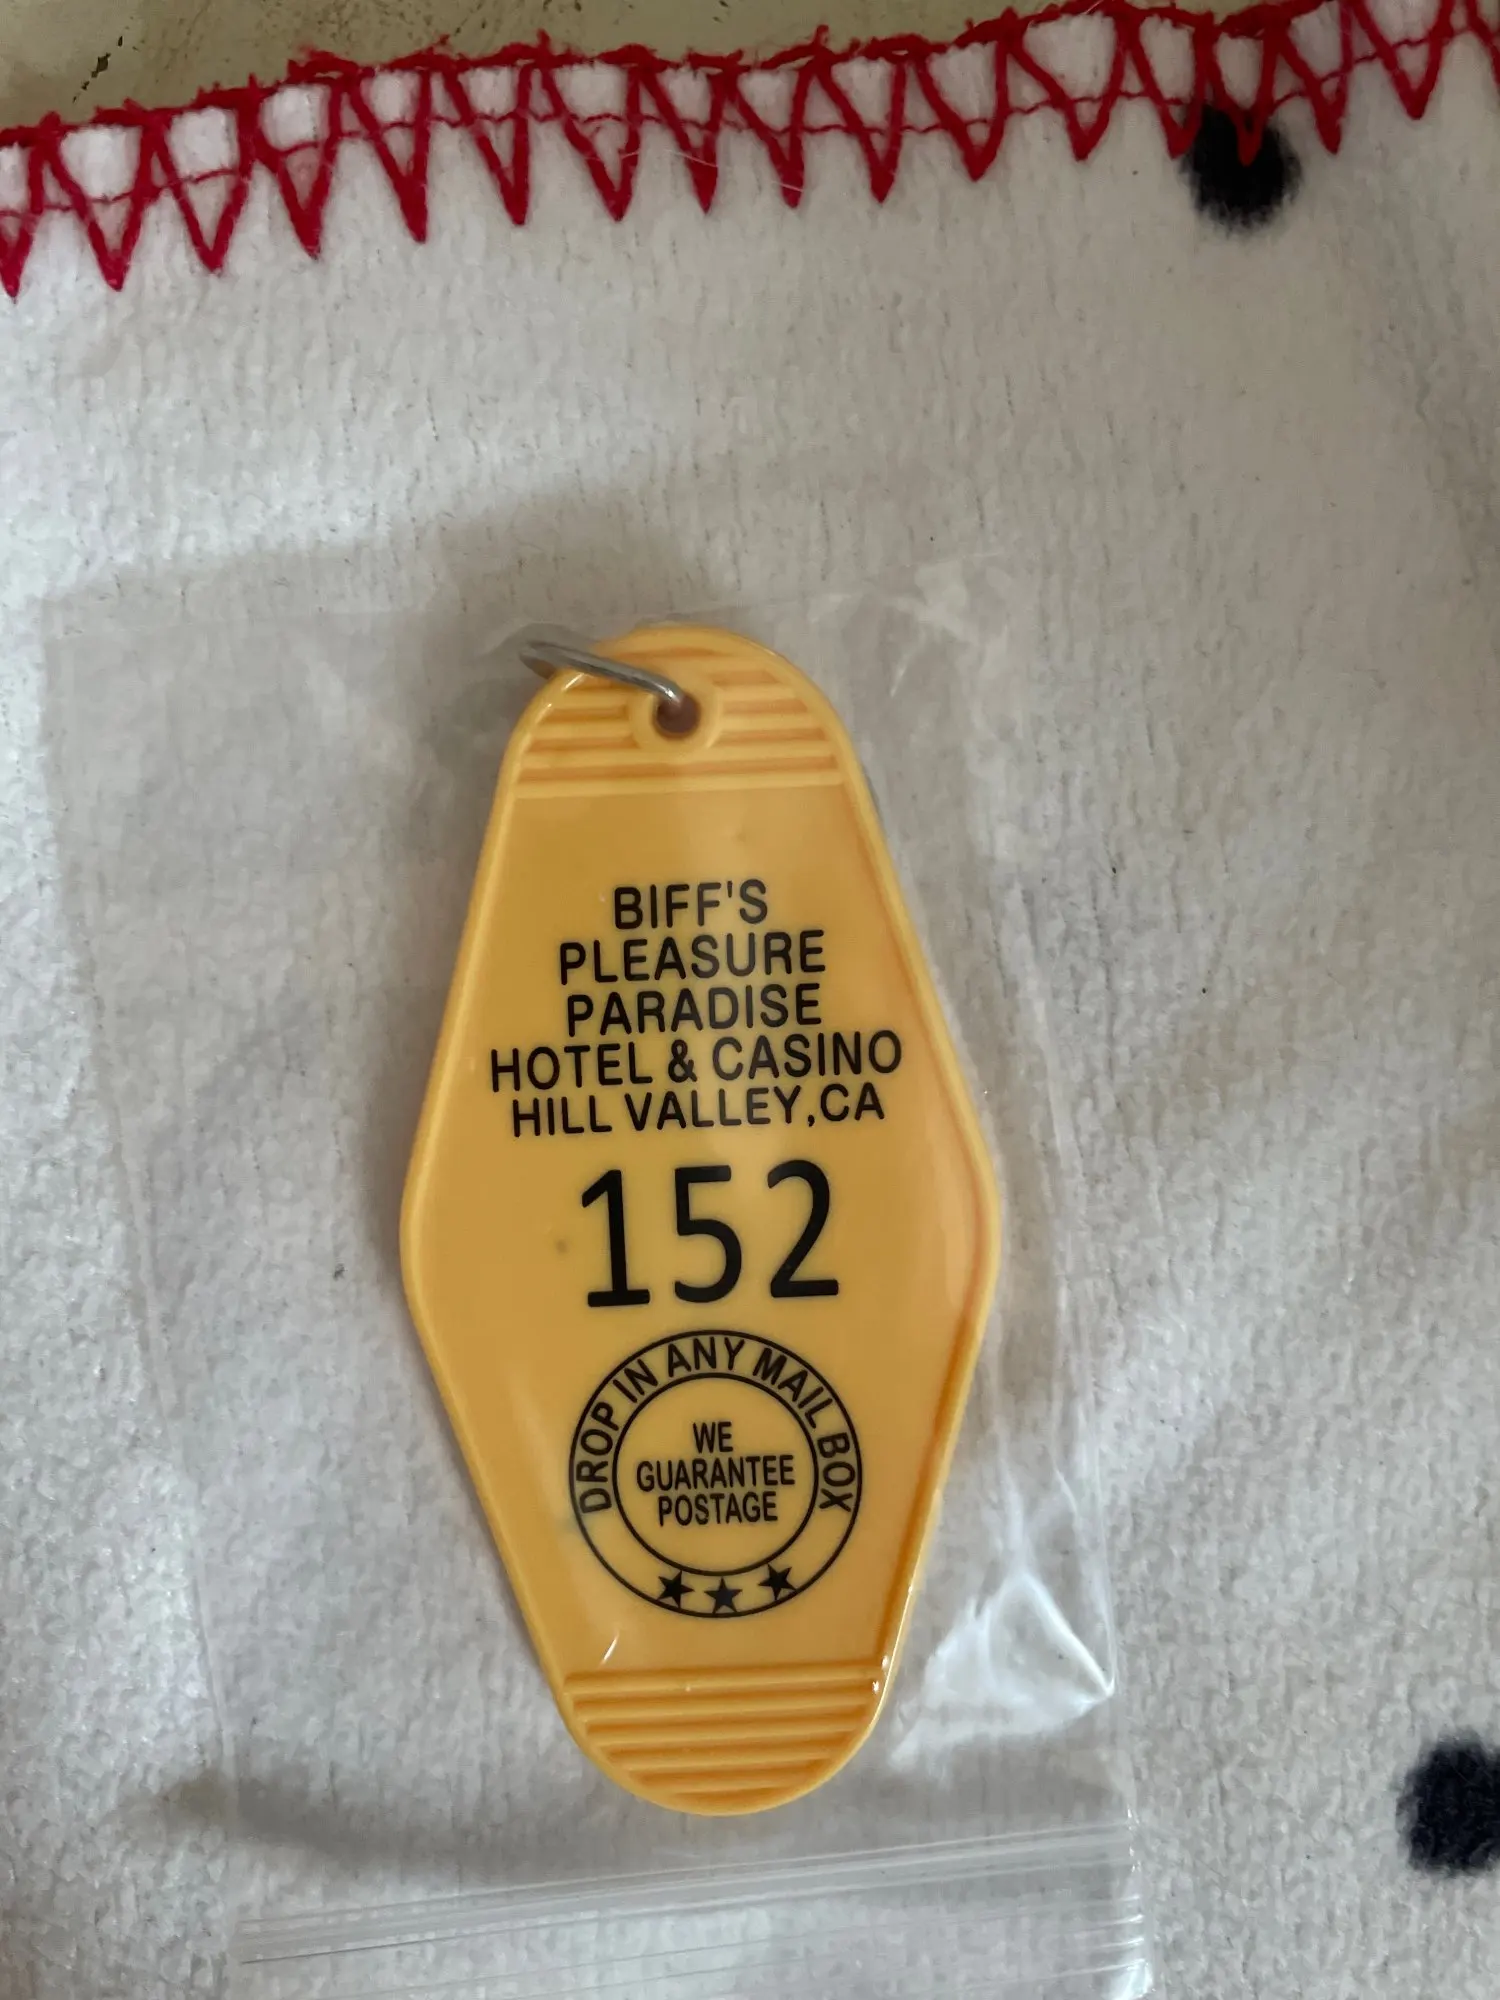 BIFF'S
PLEASURE
PARADISE
HOTEL & CASINO
HILL VALLEY,CA
152
DROP IN ANY MAIL BOX
WE
GUARANTEE
POSTAGE